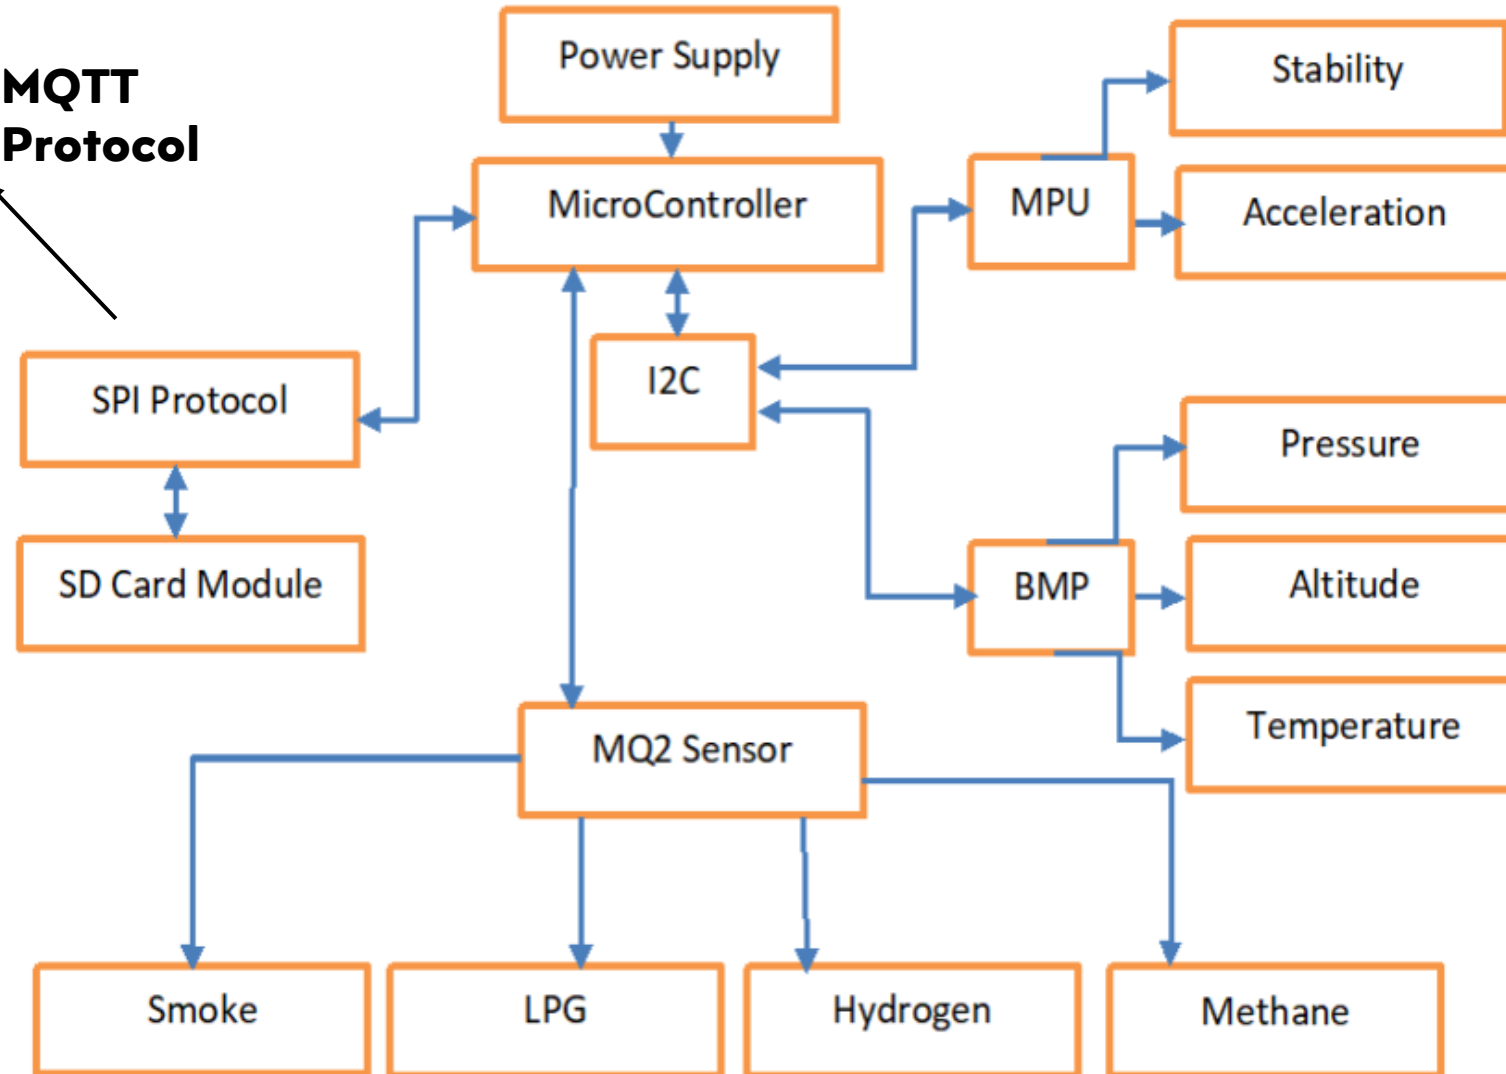 Power Supply
Stability
MQTT
Protocol
MicroController
MPU
Acceleration
I2C
SPI Protocol
Pressure
SD Card Module
BMP
Altitude
Temperature
MQ2 Sensor
Smoke
LPG
Hydrogen
Methane